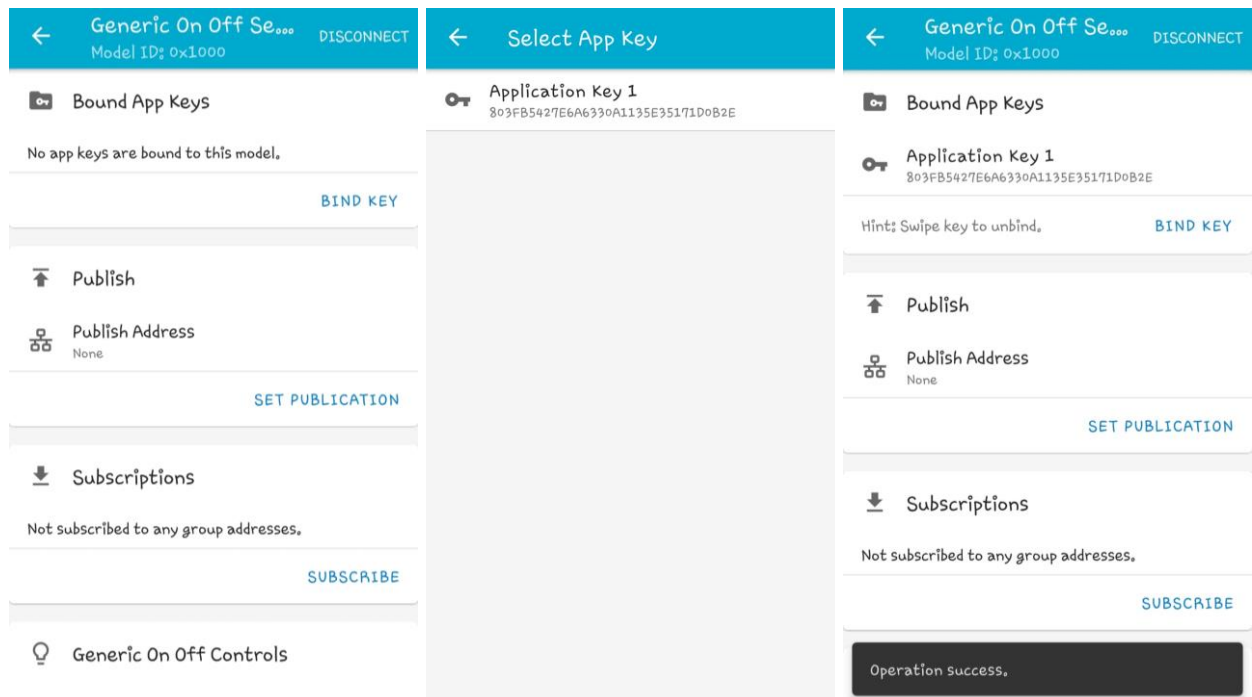 Generic On Off Se...
DISCONNECT
Model ID: 0x1000
Bound App Keys
No app keys are bound to this model.
BIND KEY
Publish
Publish Address
None
SET PUBLICATION
Subscriptions
Not subscribed to any group addresses.
SUBSCRIBE
Generic On Off Controls
Select App Key
Application Key 1
803FB5427E6A6330A1135E35171D0B2E
Generic On Off Se...
DISCONNECT
Model ID: 0x1000
Bound App Keys
Application Key 1
803FB5427E6A6330A1135E35171D0B2E
Hint: Swipe key to unbind.
BIND KEY
Publish
Publish Address
None
SET PUBLICATION
Subscriptions
Not subscribed to any group addresses.
SUBSCRIBE
Operation success.